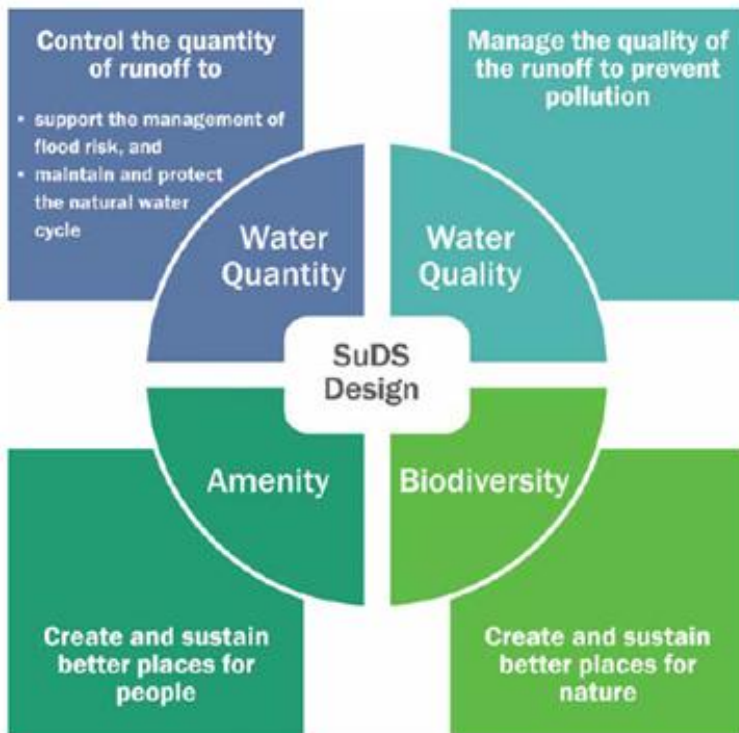 Control the quantity
of runoff to
• support the management of
flood risk, and
• maintain and protect
the natural water
cycle
Manage the quality of
the runoff to prevent
pollution
Water
Quantity
Water
Quality
SuDS
Design
Amenity
Biodiversity
Create and sustain
better places for
people
Create and sustain
better places for
nature